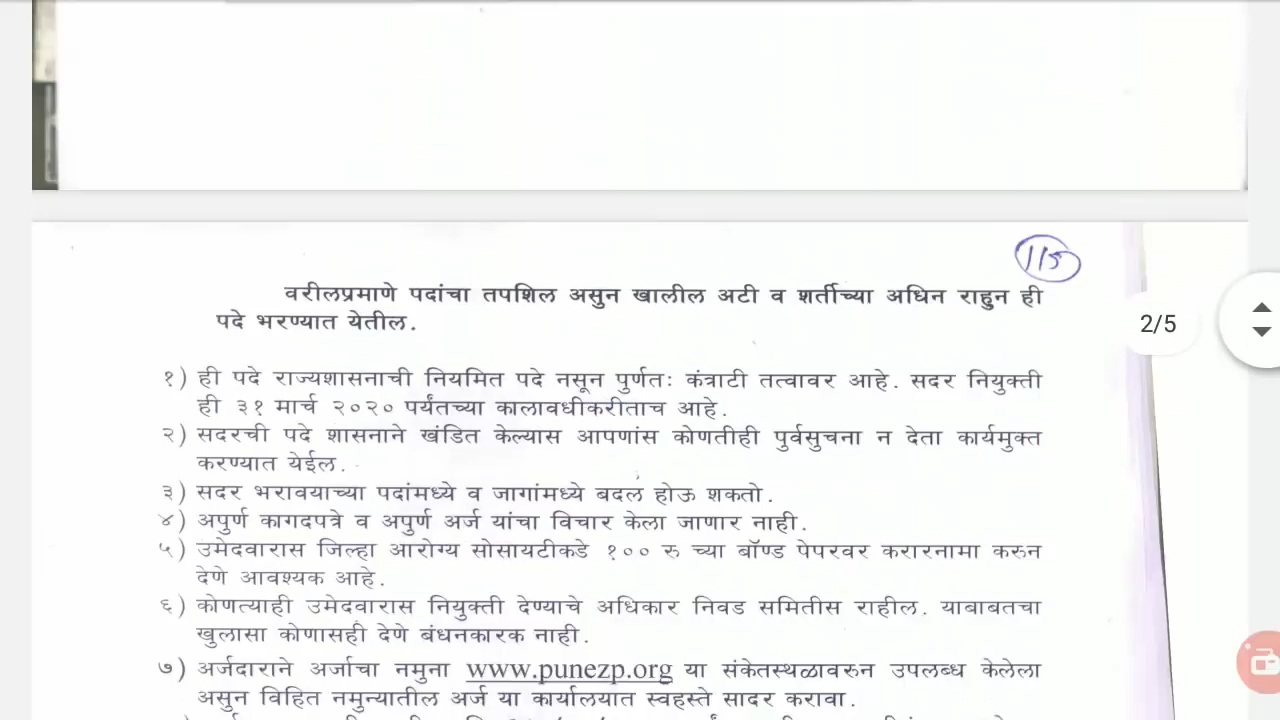 115
वरीलप्रमाणे पदांचा तपशिल असुन खालील अटी व शर्तीच्या अधिन राहुन ही
पदे भरण्यात येतील.
2/5
१) ही पदे राज्यशासनाची नियमित पदे नसून पुर्णतः कंत्राटी तत्वावर आहे. सदर नियुक्ती
ही ३१ मार्च २०२० पर्यंतच्या कालावधीकरीताच आहे.
२) सदरची पदे शासनाने खंडित केल्यास आपणांस कोणतीही पुर्वसुचना न देता कार्यमुक्त
करण्यात येईल.
३) सदर भरावयाच्या पदांमध्ये व जागांमध्ये बदल होऊ शकतो.
४) अपुर्ण कागदपत्रे व अपुर्ण अर्ज यांचा विचार केला जाणार नाही.
५) उमेदवारास जिल्हा आरोग्य सोसायटीकडे १०० रु च्या बॉण्ड पेपरवर करारनामा करुन
देणे आवश्यक आहे.
६) कोणत्याही उमेदवारास नियुक्ती देण्याचे अधिकार निवड समितीस राहील. याबाबतचा
खुलासा कोणासही देणे बंधनकारक नाही.
७) अर्जदाराने अर्जाचा नमुना www.punezp.org या संकेतस्थळावरुन उपलब्ध केलेला
असुन विहित नमुन्यातील अर्ज या कार्यालयात स्वहस्ते सादर करावा.